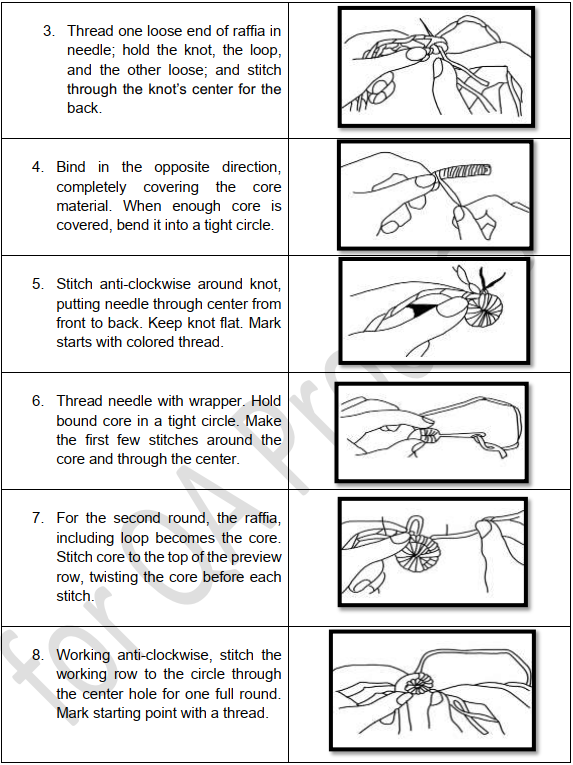 3. Thread one loose end of raffia in
needle; hold the knot, the loop,
and the other loose; and stitch
through the knot's center for the
back.
4. Bind in the opposite direction,
completely covering the core
material. When enough core is
covered, bend it into a tight circle.
5. Stitch anti-clockwise around knot,
putting needle through center from
front to back. Keep knot flat. Mark
starts with colored thread.
6. Thread needle with wrapper. Hold
bound core in a tight circle. Make
the first few stitches around the
core and through the center.
7. For the second round, the raffia,
including loop becomes the core.
Stitch core to the top of the preview
row, twisting the core before each
stitch.
8. Working anti-clockwise, stitch the
working row to the circle through
the center hole for one full round.
Mark starting point with a thread.
for QA